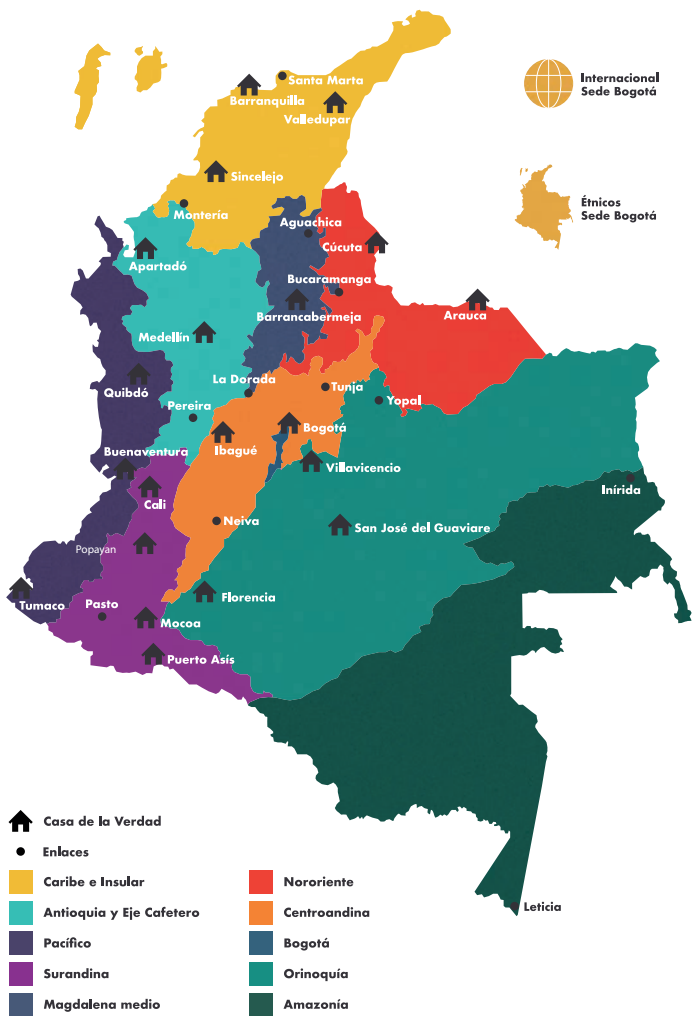 Santa Marta
Barranquilla
Valledupar
Internacional
Sede Bogotá
Sincelejo
Étnicos
Sede Bogotá
Montería
Aguachica
Cúcuta
Apartadó
Bucaramanga
Barrancabermeja
Arauca
Medellín
La Dorada
Tunja
Quibdó
Yopal
Pereira
Bogotá
Ibagué
Buenaventura
Villavicencio
Cali
Inírida
Neiva
San José del Guaviare
Popayan
Tumaco
Pasto
Florencia
Mocoa
Puerto Asís
Casa de la Verdad
Enlaces
Caribe e Insular
Antioquia y Eje Cafetero
Pacífico
Surandina
Magdalena medio
Nororiente
Centroandina
Bogotá
Orinoquía
Amazonía
Leticia